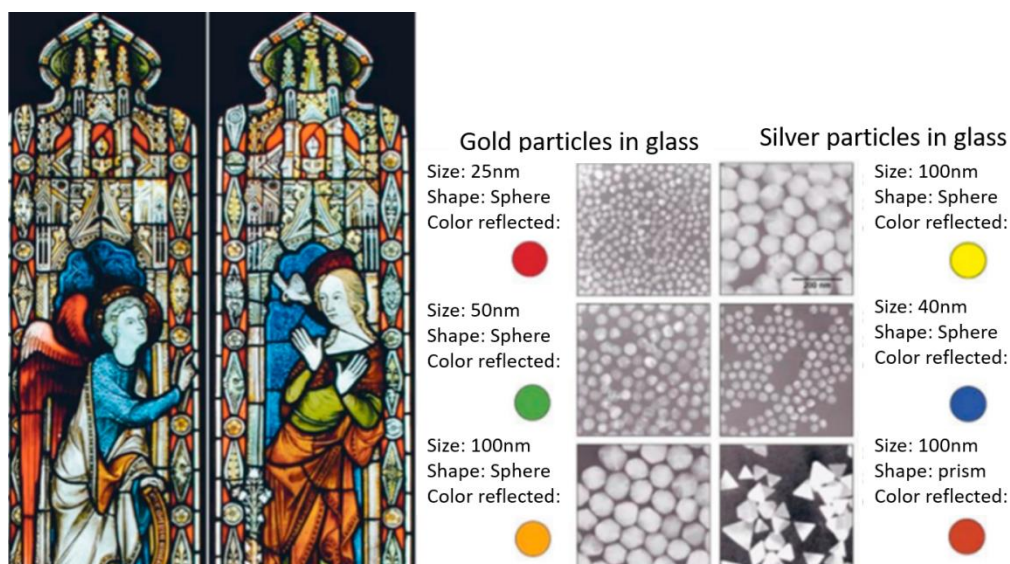 Gold particles in glass
Silver particles in glass
Size: 25nm
Shape: Sphere
Color reflected:
Size: 100nm
Shape: Sphere
Color reflected:
200 nm
Size: 50nm
Shape: Sphere
Color reflected:
Size: 40nm
Shape: Sphere
Color reflected:
Size: 100nm
Shape: Sphere
Color reflected:
Size: 100nm
Shape: prism
Color reflected: